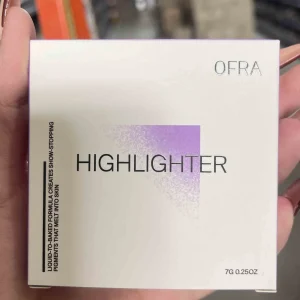 OFRA
HIGHLIGHTER
LIQUID-TO-BAKED FORMULA CREATES SHOW-STOPPING
PIGMENTS THAT MELT INTO SKIN
7G 0.25OZ